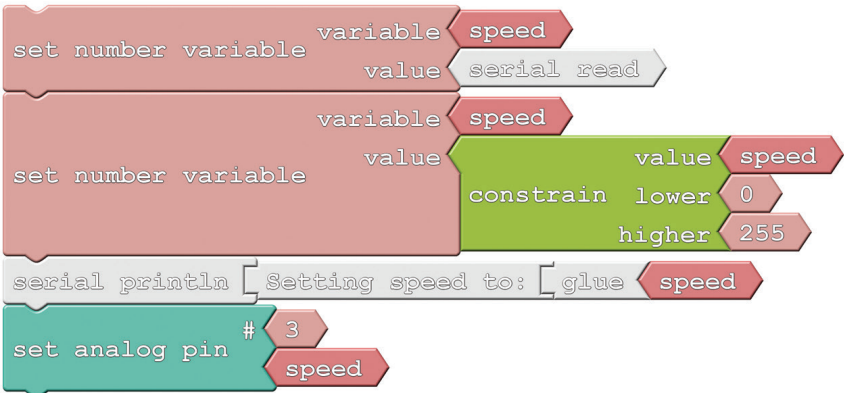 set number variable variable speed
value serial read
set number variable variable speed
value constrain value speed
lower 0
higher 255
serial println Setting speed to: glue speed
set analog pin # 3
speed